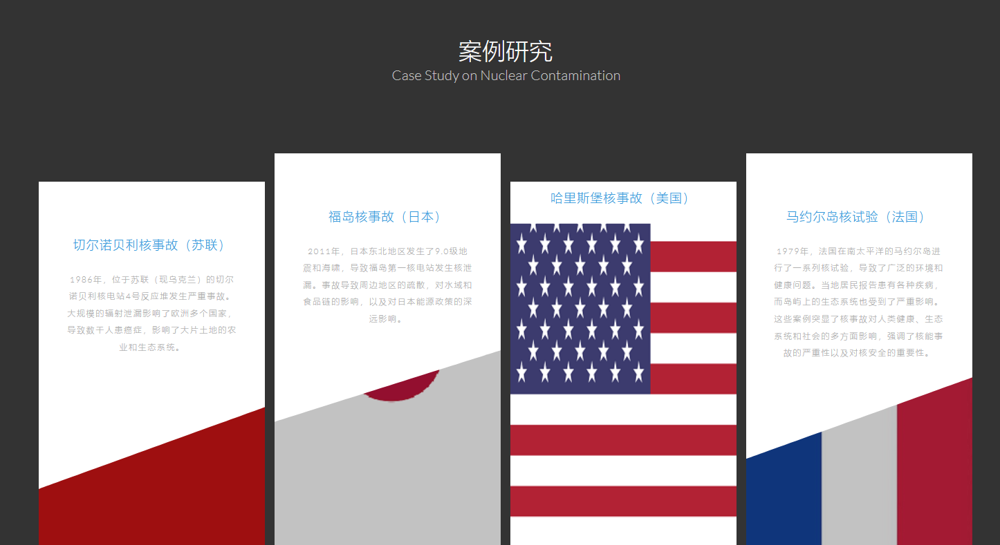 案例研究
Case Study on Nuclear Contamination
切尔诺贝利核事故（苏联）
1986年，位于苏联（现乌克兰）的切尔
诺贝利核电站4号反应堆发生严重事故。
大规模的辐射泄漏影响了欧洲多个国家，
导致数千人患癌症，影响了大片土地的农
业和生态系统。
福岛核事故（日本）
2011年，日本东北地区发生了9.0级地
震和海啸，导致福岛第一核电站发生核泄
漏。事故导致周边地区的疏散，对水域和
食品链的影响，以及对日本能源政策的深
远影响。
哈里斯堡核事故（美国）
马约尔岛核试验（法国）
1979年，法国在南太平洋的马约尔岛进
行了一系列核试验，导致了广泛的环境和
健康问题。当地居民报告患有各种疾病，
而岛屿上的生态系统也受到了严重影响。
这些案例突显了核事故对人类健康、生态
系统和社会的多方面影响，强调了核能事
故的严重性以及对核安全的重要性。